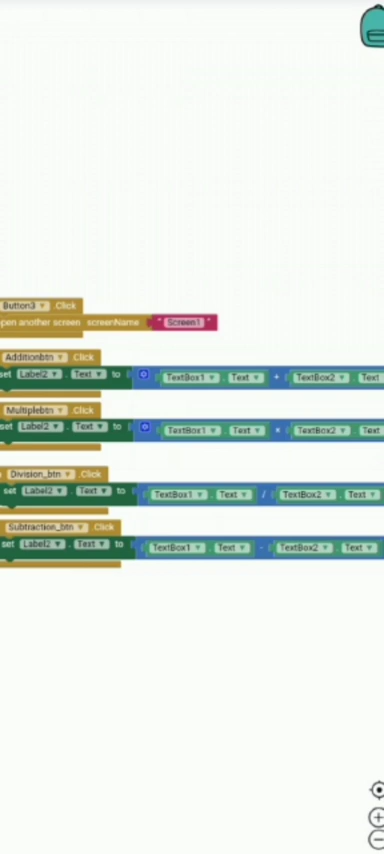 Button3 Click
open another screen screenName " Screen1 "
Additionbtn Click
set Label2 . Text to TextBox1 . Text + TextBox2 . Text
Multiplebtn Click
set Label2 . Text to TextBox1 . Text × TextBox2 . Text
Division_btn .Click
set Label2 . Text to TextBox1 . Text / TextBox2 . Text
Subtraction_btn .Click
set Label2 . Text to TextBox1 . Text - TextBox2 . Text